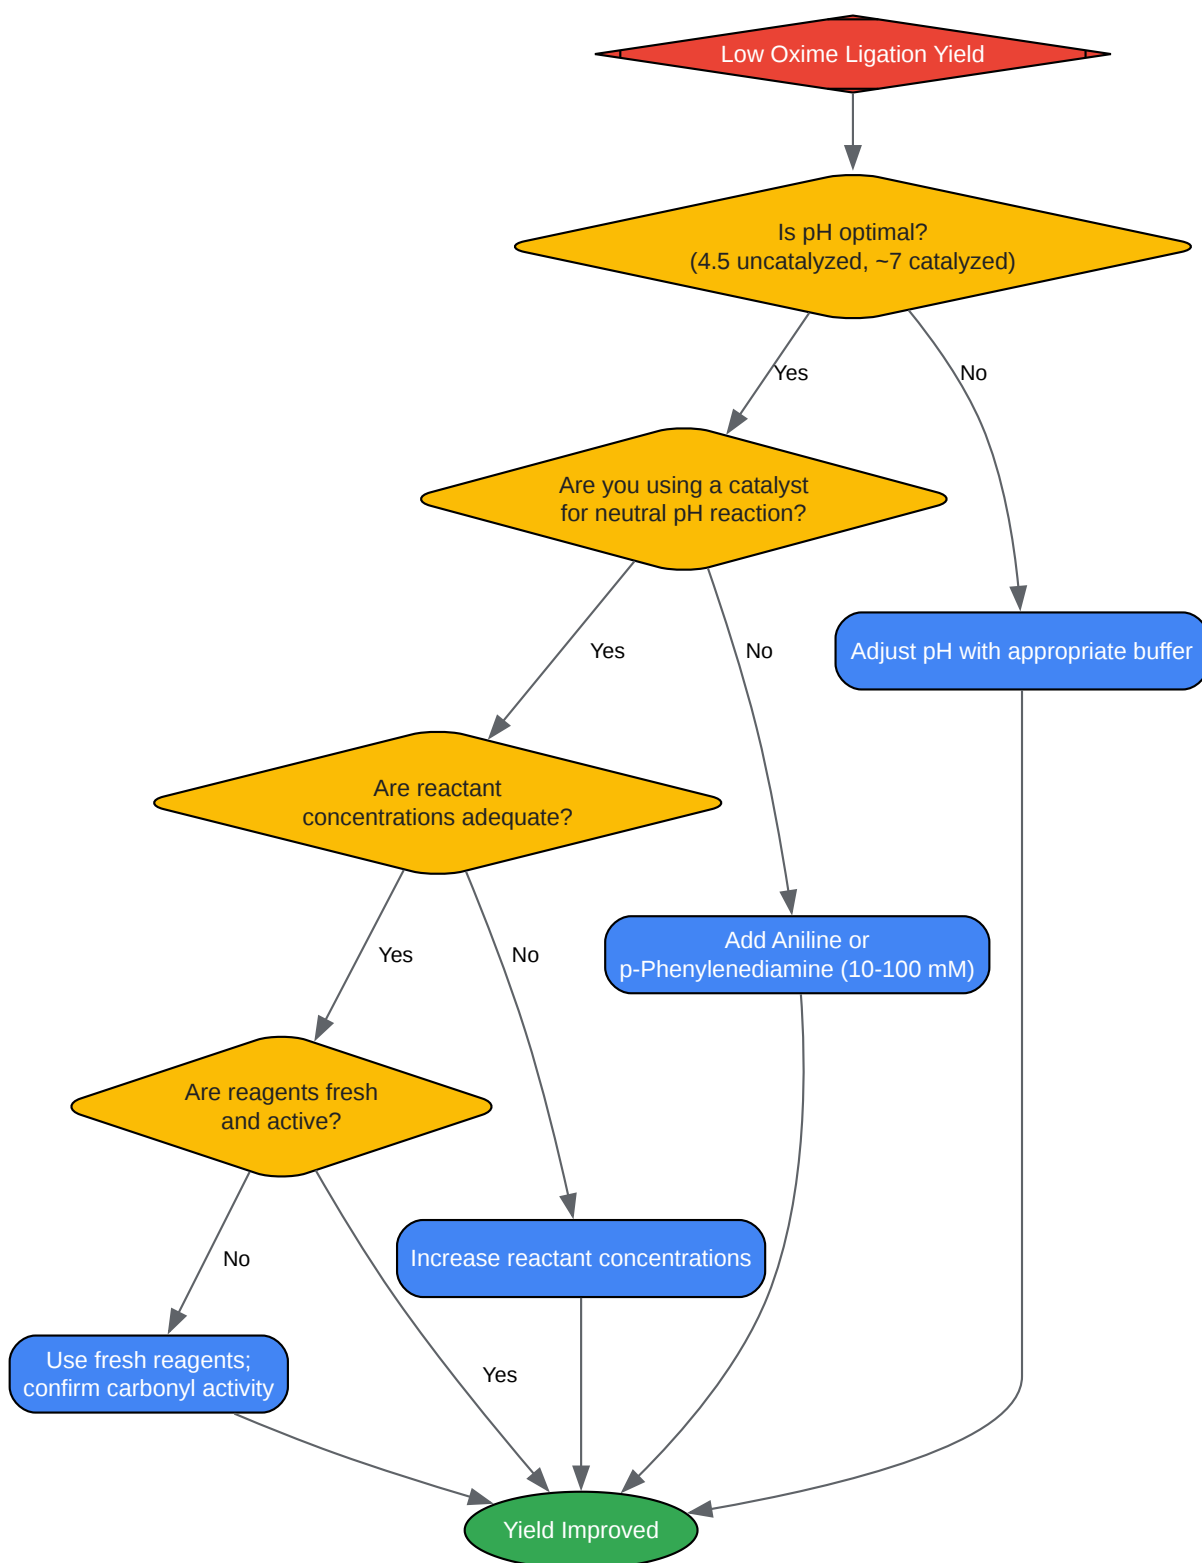 Low Oxime Ligation Yield
Is pH optimal?
(4.5 uncatalyzed, ~7 catalyzed)
Yes
No
Are you using a catalyst
for neutral pH reaction?
Yes
No
Adjust pH with appropriate buffer
Are reactant
concentrations adequate?
Yes
No
Add Aniline or
p-Phenylenediamine (10-100 mM)
Are reagents fresh
and active?
No
Yes
Increase reactant concentrations
Use fresh reagents;
confirm carbonyl activity
Yield Improved